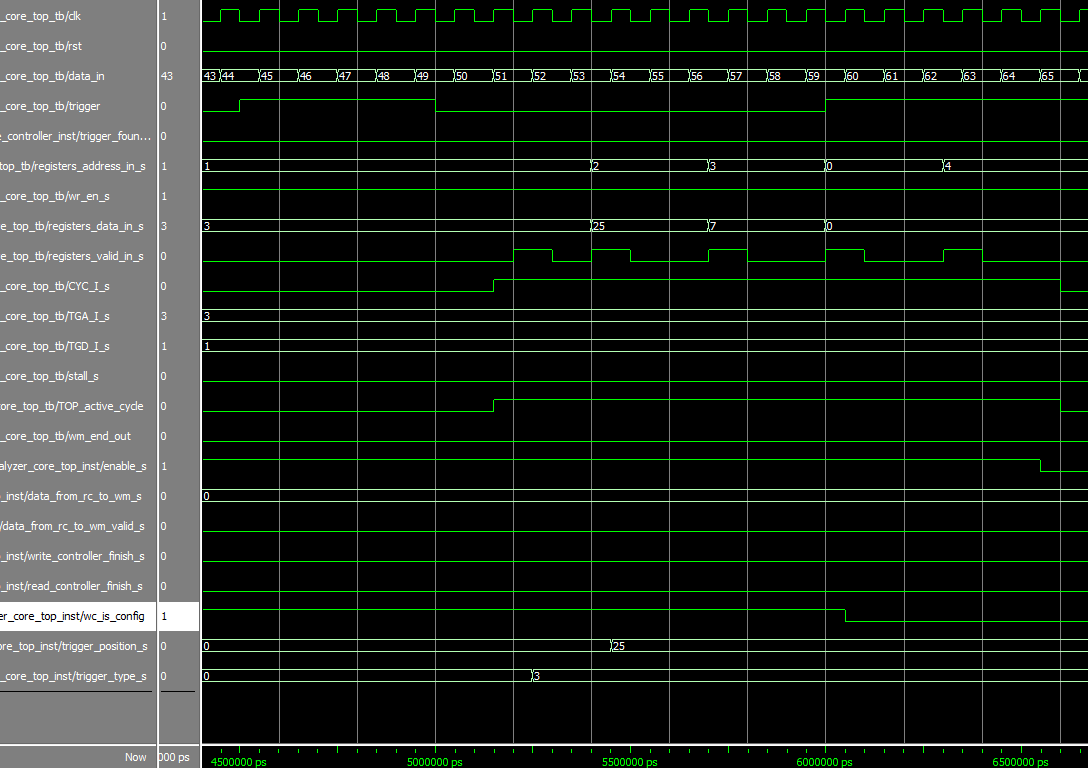 _core_top_tb/clk 1
_core_top_tb/rst 0
_core_top_tb/data_in 43 43 44 45 46 47 48 49 50 51 52 53 54 55 56 57 58 59 60 61 62 63 64 65
_core_top_tb/trigger 0
e_controller_inst/trigger_foun... 0
top_tb/registers_address_in_s 1 1 2 3 0 4
_core_top_tb/wr_en_s 1
e_top_tb/registers_data_in_s 3 3 25 7 0
e_top_tb/registers_valid_in_s 0
_core_top_tb/CYC_I_s 0
_core_top_tb/TGA_I_s 3 3
_core_top_tb/TGD_I_s 1 1
_core_top_tb/stall_s 0
core_top_tb/TOP_active_cycle 0
_core_top_tb/wm_end_out 0
alyzer_core_top_inst/enable_s 1
_inst/data_from_rc_to_wm_s 0 0
/data_from_rc_to_wm_valid_s 0
_inst/write_controller_finish_s 0
_inst/read_controller_finish_s 0
er_core_top_inst/wc_is_config 1
ore_top_inst/trigger_position_s 0 0 25
_core_top_inst/trigger_type_s 0 0 3
Now 000 ps 4500000 ps 5000000 ps 5500000 ps 6000000 ps 6500000 ps